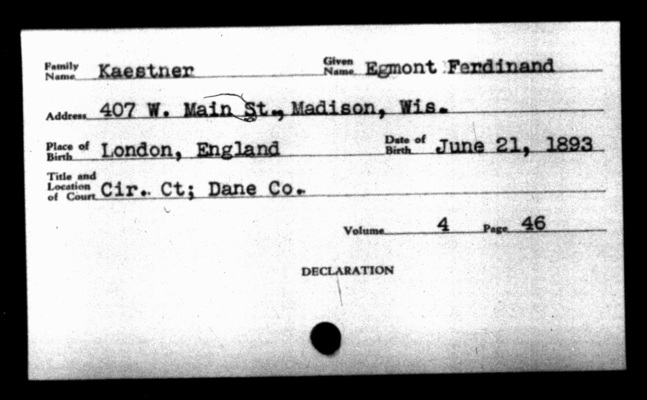 Family Name Kaestner Given Name Egmont Ferdinand
Address 407 W. Main St., Madison, Wis.
Place of Birth London, England Date of Birth June 21, 1893
Title and Location of Court Cir. Ct; Dane Co.
Volume 4 Page 46
DECLARATION